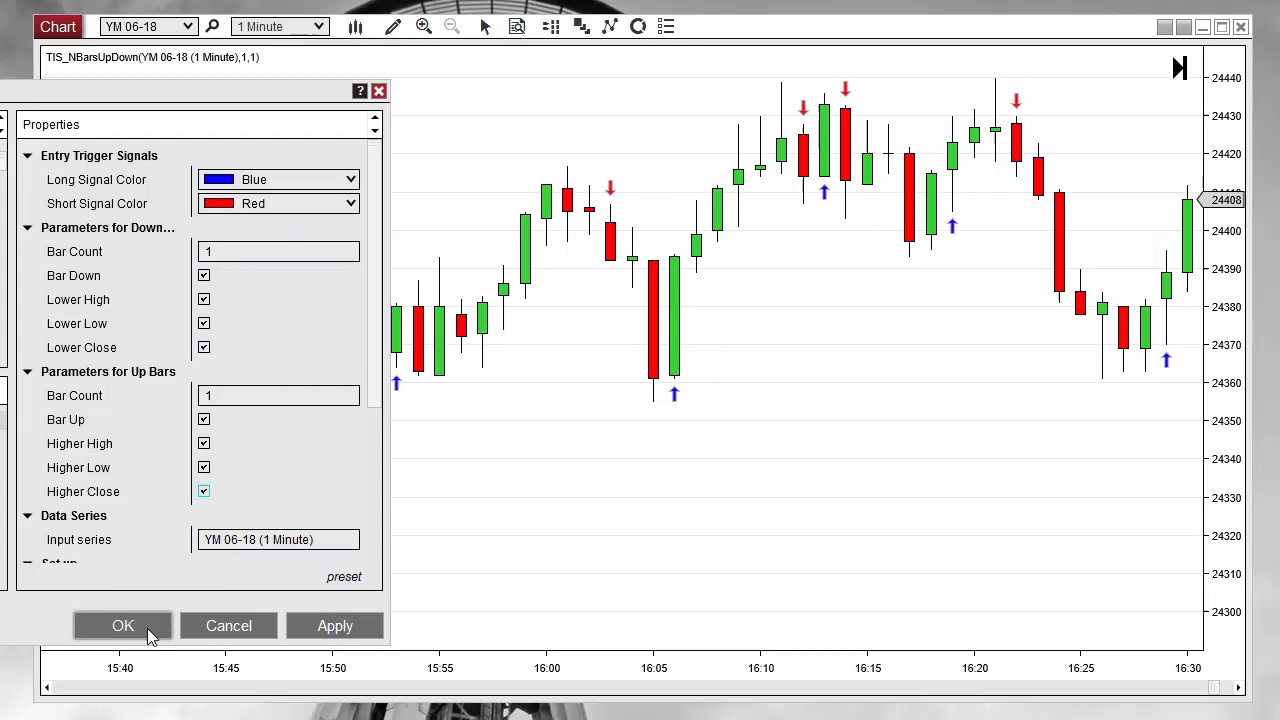 Chart YM 06-18 1 Minute
TIS_NBarsUpDown(YM 06-18 (1 Minute),1,1)
?
Properties
Entry Trigger Signals
Long Signal Color Blue
Short Signal Color Red
Parameters for Down...
Bar Count 1
Bar Down
Lower High
Lower Low
Lower Close
Parameters for Up Bars
Bar Count 1
Bar Up
Higher High
Higher Low
Higher Close
Data Series
Input series YM 06-18 (1 Minute)
Set up
preset
OK Cancel Apply
24440
24430
24420
24408
24400
24390
24380
24370
24360
24350
24340
24330
24320
24310
24300
15:40 15:45 15:50 15:55 16:00 16:05 16:10 16:15 16:20 16:25 16:30